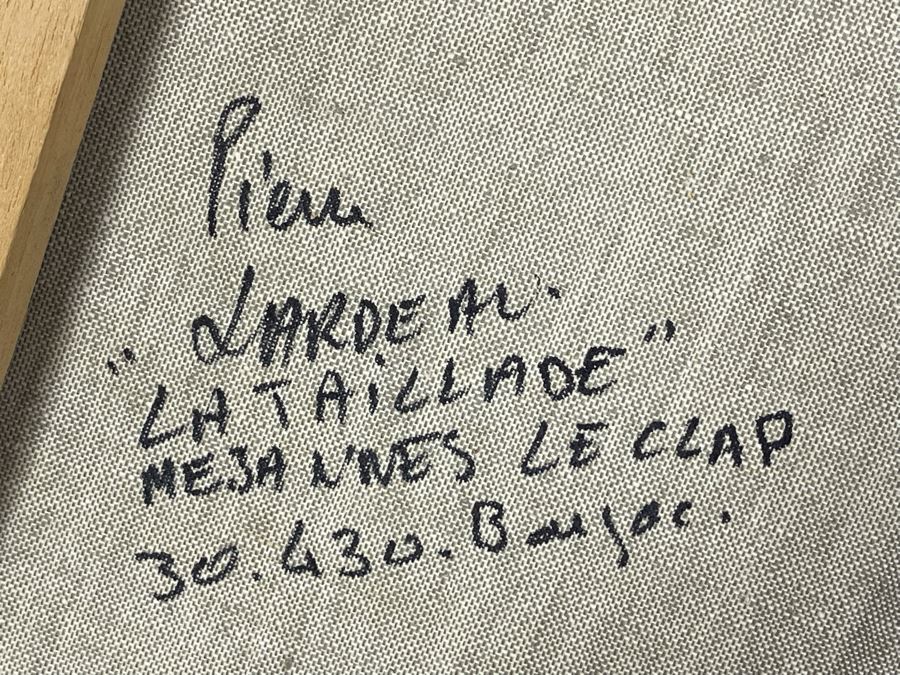 Pierre
LARDEAU.
" LA TAiLLADE "
MEJANNES LE CLAP
30.430. Barjac.